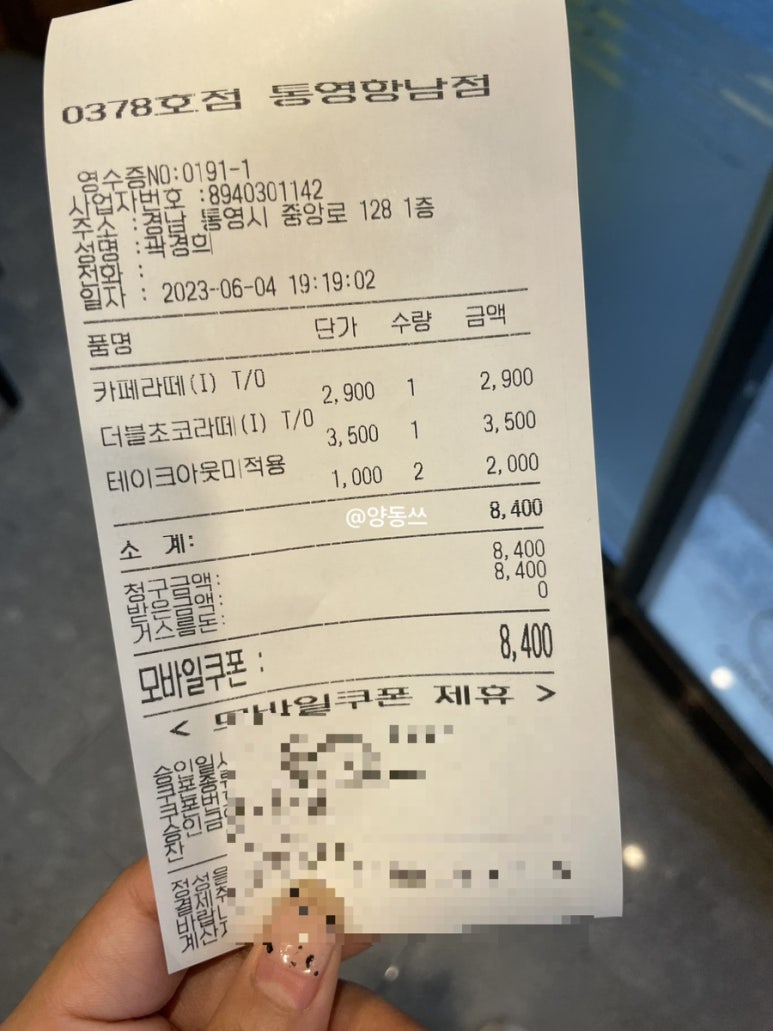 0378호점 통영항남점
영수증NO:0191-1
사업자번호 :8940301142
주소 :경남 통영시 중앙로 128 1층
성명 :곽경희
전화 :
일자 : 2023-06-04 19:19:02
품명 단가 수량 금액
카페라떼(I) T/O 2,900 1 2,900
더블초코라떼(I) T/O 3,500 1 3,500
테이크아웃미적용 1,000 2 2,000
8,400
소 계:
청구금액: 8,400
받은금액: 8,400
거스름돈: 0
모바일쿠폰 : 8,400
< 모바일쿠폰 제휴 >
@양동쓰